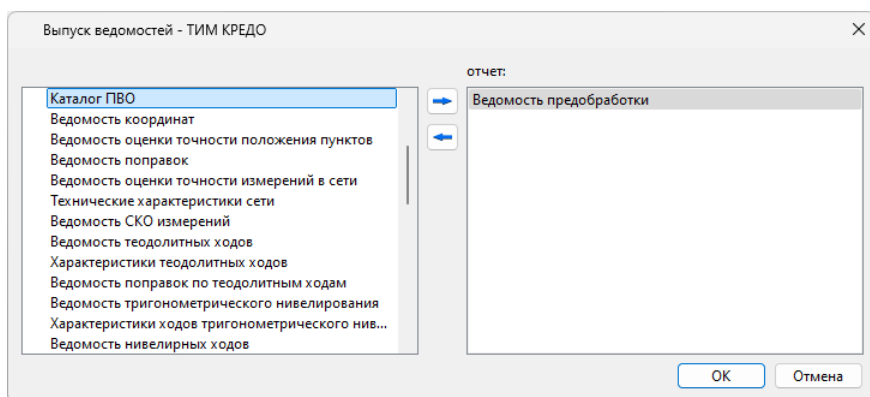 Выпуск ведомостей - ТИМ КРЕДО
отчет:
Каталог ПВО
Ведомость координат
Ведомость оценки точности положения пунктов
Ведомость поправок
Ведомость оценки точности измерений в сети
Технические характеристики сети
Ведомость СКО измерений
Ведомость теодолитных ходов
Характеристики теодолитных ходов
Ведомость поправок по теодолитным ходам
Ведомость тригонометрического нивелирования
Характеристики ходов тригонометрического нив...
Ведомость нивелирных ходов
Ведомость предобработки
ОК
Отмена